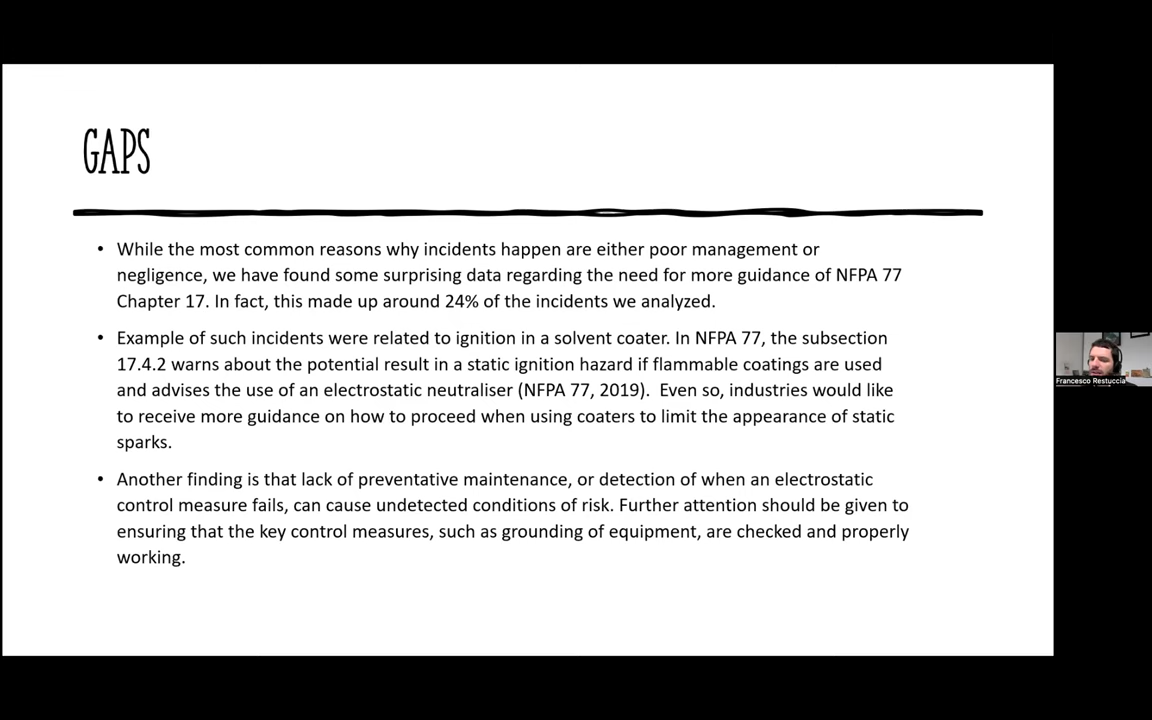 GAPS
• While the most common reasons why incidents happen are either poor management or
negligence, we have found some surprising data regarding the need for more guidance of NFPA 77
Chapter 17. In fact, this made up around 24% of the incidents we analyzed.
• Example of such incidents were related to ignition in a solvent coater. In NFPA 77, the subsection
17.4.2 warns about the potential result in a static ignition hazard if flammable coatings are used
and advises the use of an electrostatic neutraliser (NFPA 77, 2019). Even so, industries would like
to receive more guidance on how to proceed when using coaters to limit the appearance of static
sparks.
• Another finding is that lack of preventative maintenance, or detection of when an electrostatic
control measure fails, can cause undetected conditions of risk. Further attention should be given to
ensuring that the key control measures, such as grounding of equipment, are checked and properly
working.
Francesco Restuccia